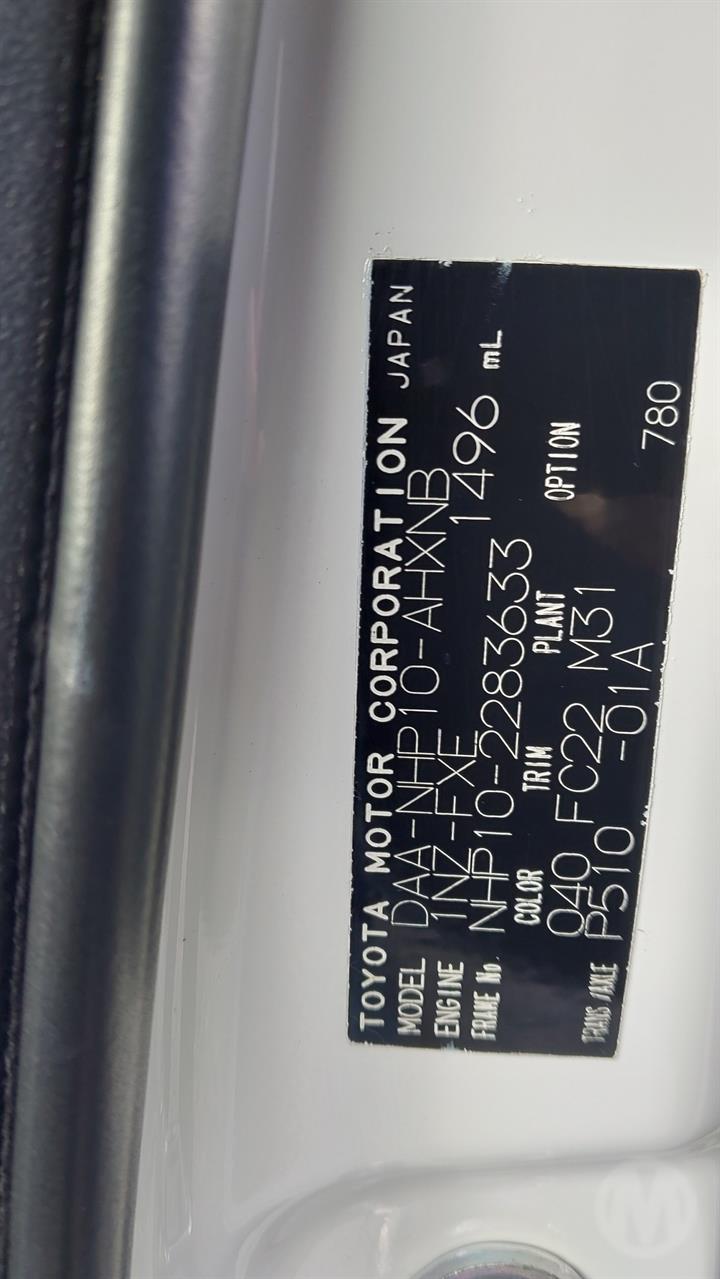 TOYOTA MOTOR CORPORATION JAPAN
MODEL DAA-NHP10-AHXNB
ENGINE 1NZ-FXE 1496 mL
FRAME No. NHP10-2283633
COLOR TRIM PLANT OPTION
040 FC22 M31
TRANS/AXLE P510 -01A 780
M